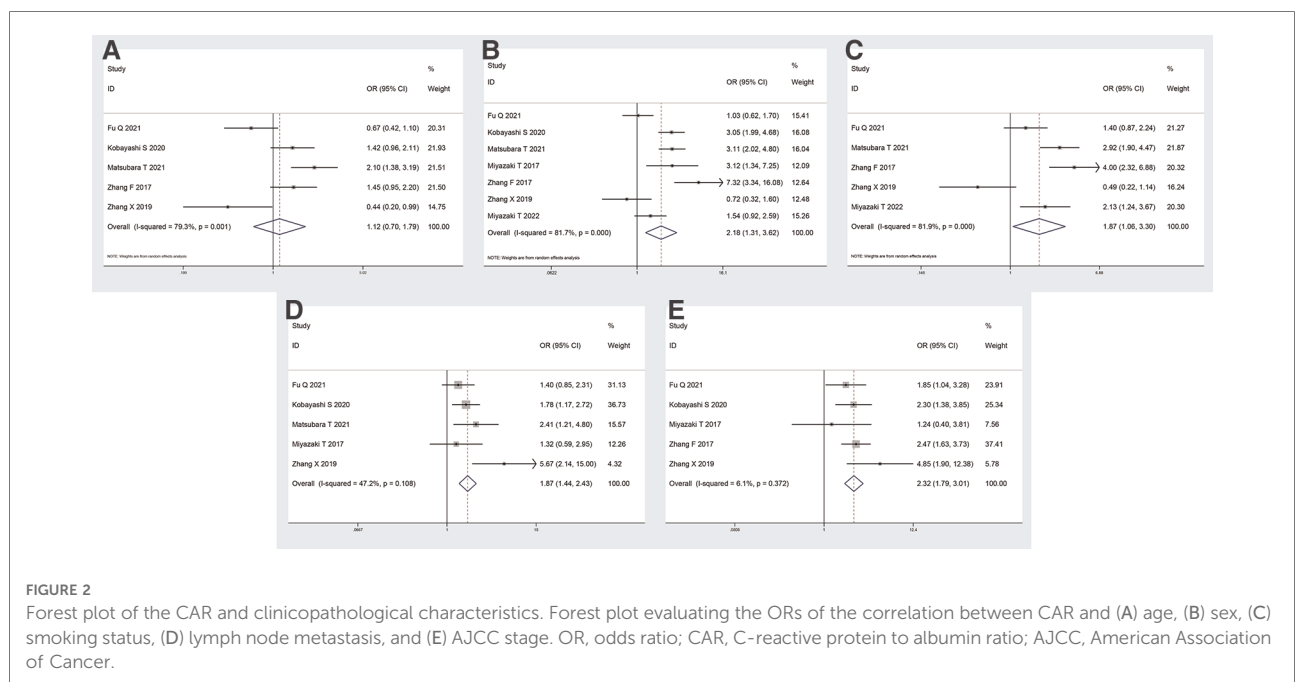 A
Study %
ID OR (95% CI) Weight
Fu Q 2021 0.67 (0.42, 1.10) 20.31
Kobayashi S 2020 1.42 (0.96, 2.11) 21.93
Matsubara T 2021 2.10 (1.38, 3.19) 21.51
Zhang F 2017 1.45 (0.95, 2.20) 21.50
Zhang X 2019 0.44 (0.20, 0.99) 14.75
Overall (I-squared = 79.3%, p = 0.001) 1.12 (0.70, 1.79) 100.00
NOTE: Weights are from random effects analysis
1
B
Study %
ID OR (95% CI) Weight
Fu Q 2021 1.03 (0.62, 1.70) 15.41
Kobayashi S 2020 3.05 (1.99, 4.68) 16.08
Matsubara T 2021 3.11 (2.02, 4.80) 16.04
Miyazaki T 2017 3.12 (1.34, 7.25) 12.09
Zhang F 2017 7.32 (3.34, 16.08) 12.64
Zhang X 2019 0.72 (0.32, 1.60) 12.48
Miyazaki T 2022 1.54 (0.92, 2.59) 15.26
Overall (I-squared = 81.7%, p = 0.000) 2.18 (1.31, 3.62) 100.00
NOTE: Weights are from random effects analysis
.0622 1 16.1
C
Study %
ID OR (95% CI) Weight
Fu Q 2021 1.40 (0.87, 2.24) 21.27
Matsubara T 2021 2.92 (1.90, 4.47) 21.87
Zhang F 2017 4.00 (2.32, 6.88) 20.32
Zhang X 2019 0.49 (0.22, 1.14) 16.24
Miyazaki T 2022 2.13 (1.24, 3.67) 20.30
Overall (I-squared = 81.9%, p = 0.000) 1.87 (1.06, 3.30) 100.00
NOTE: Weights are from random effects analysis
.145 1 6.88
D
Study %
ID OR (95% CI) Weight
Fu Q 2021 1.40 (0.85, 2.31) 31.13
Kobayashi S 2020 1.78 (1.17, 2.72) 36.73
Matsubara T 2021 2.41 (1.21, 4.80) 15.57
Miyazaki T 2017 1.32 (0.59, 2.95) 12.26
Zhang X 2019 5.67 (2.14, 15.00) 4.32
Overall (I-squared = 47.2%, p = 0.108) 1.87 (1.44, 2.43) 100.00
.0667 1 15
E
Study %
ID OR (95% CI) Weight
Fu Q 2021 1.85 (1.04, 3.28) 23.91
Kobayashi S 2020 2.30 (1.38, 3.85) 25.34
Miyazaki T 2017 1.24 (0.40, 3.81) 7.56
Zhang F 2017 2.47 (1.63, 3.73) 37.41
Zhang X 2019 4.85 (1.90, 12.38) 5.78
Overall (I-squared = 6.1%, p = 0.372) 2.32 (1.79, 3.01) 100.00
.0808 1 12.4
FIGURE 2
Forest plot of the CAR and clinicopathological characteristics. Forest plot evaluating the ORs of the correlation between CAR and (A) age, (B) sex, (C)
smoking status, (D) lymph node metastasis, and (E) AJCC stage. OR, odds ratio; CAR, C-reactive protein to albumin ratio; AJCC, American Association
of Cancer.